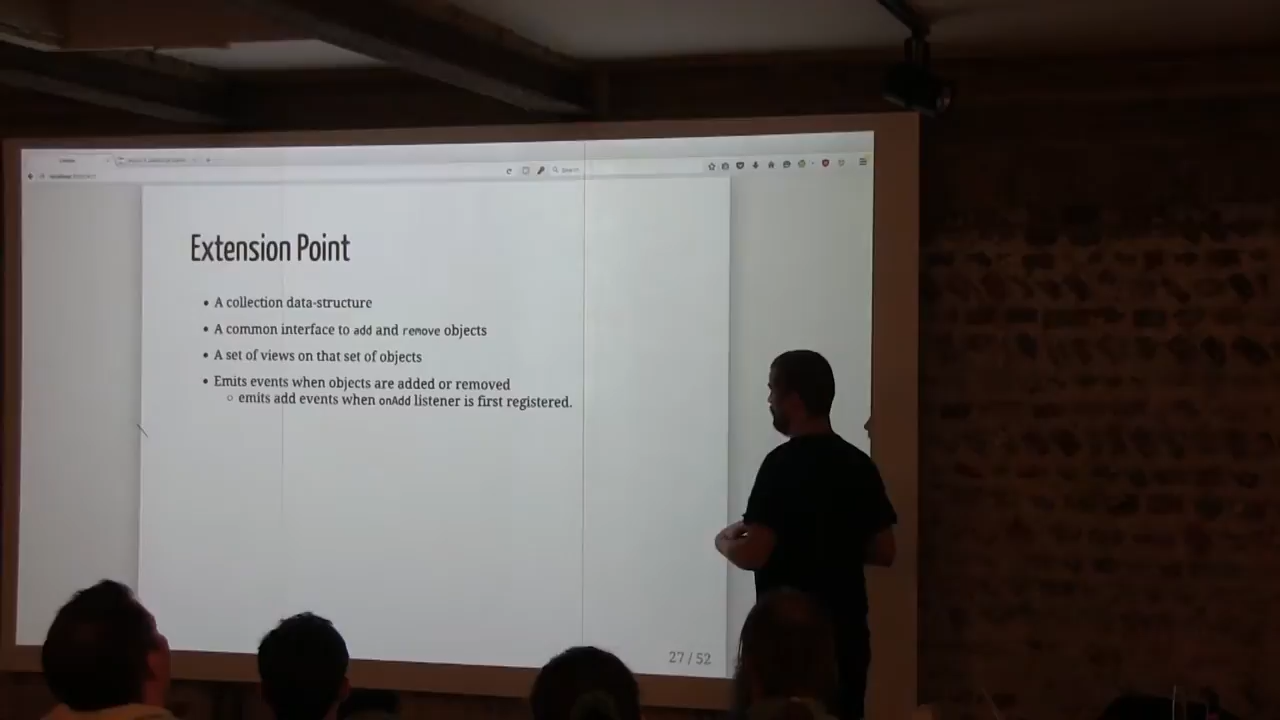 Search
Extension Point
• A collection data-structure
• A common interface to add and remove objects
• A set of views on that set of objects
• Emits events when objects are added or removed
○ emits add events when onAdd listener is first registered.
27 / 52